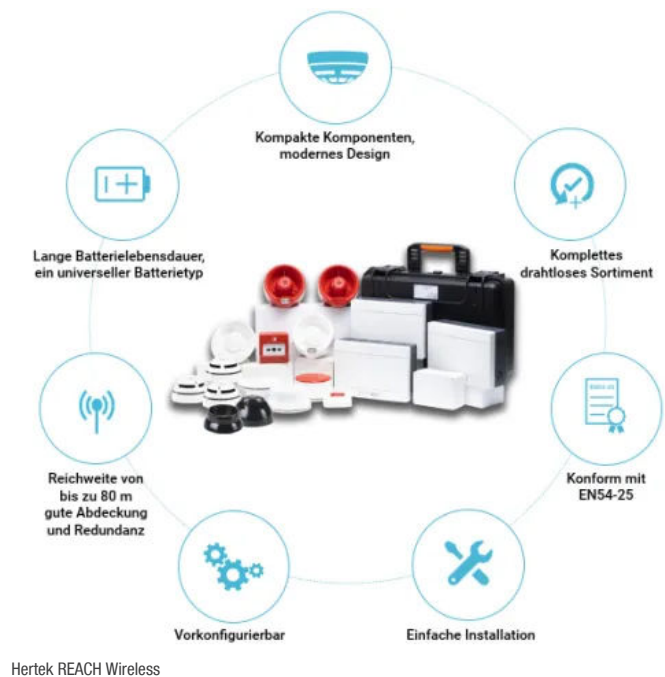 Kompakte Komponenten,
modernes Design
Lange Batterielebensdauer,
ein universeller Batterietyp
Komplettes
drahtloses Sortiment
Reichweite von
bis zu 80 m
gute Abdeckung
und Redundanz
Konform mit
EN54-25
Vorkonfigurierbar
Einfache Installation
Hertek REACH Wireless